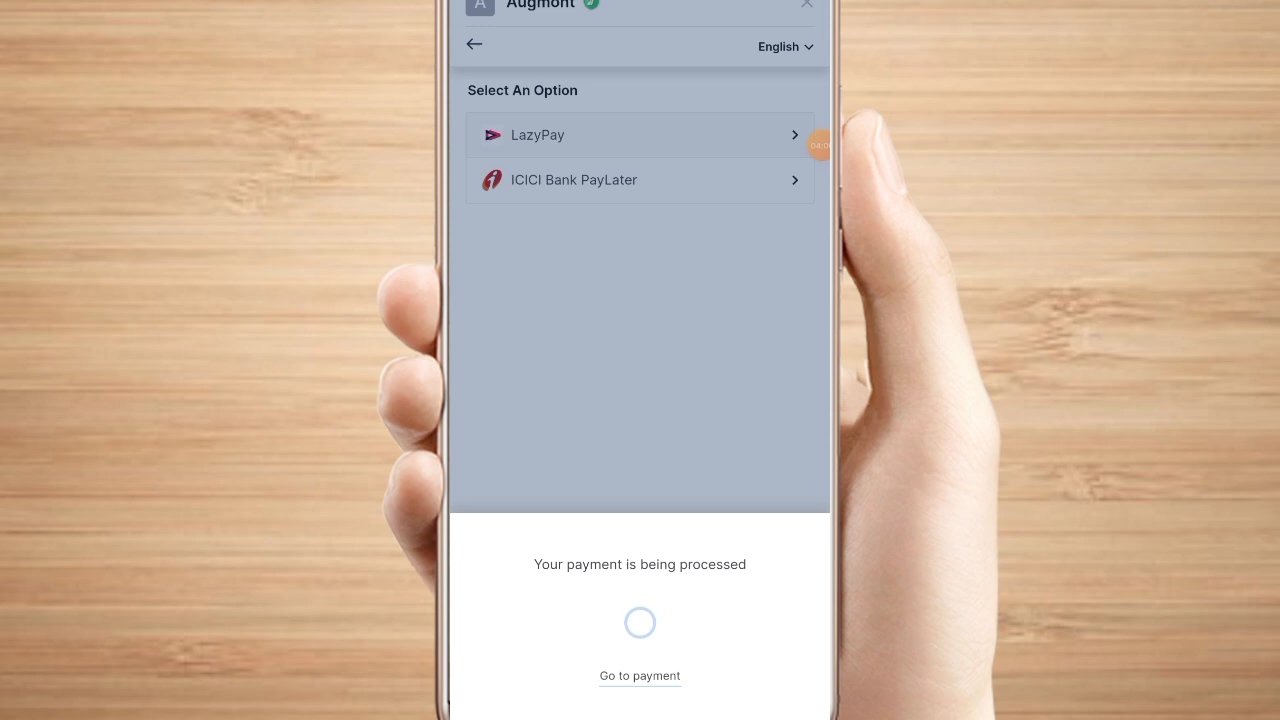 A Augmont
English
Select An Option
LazyPay
ICICI Bank PayLater
Your payment is being processed
Go to payment